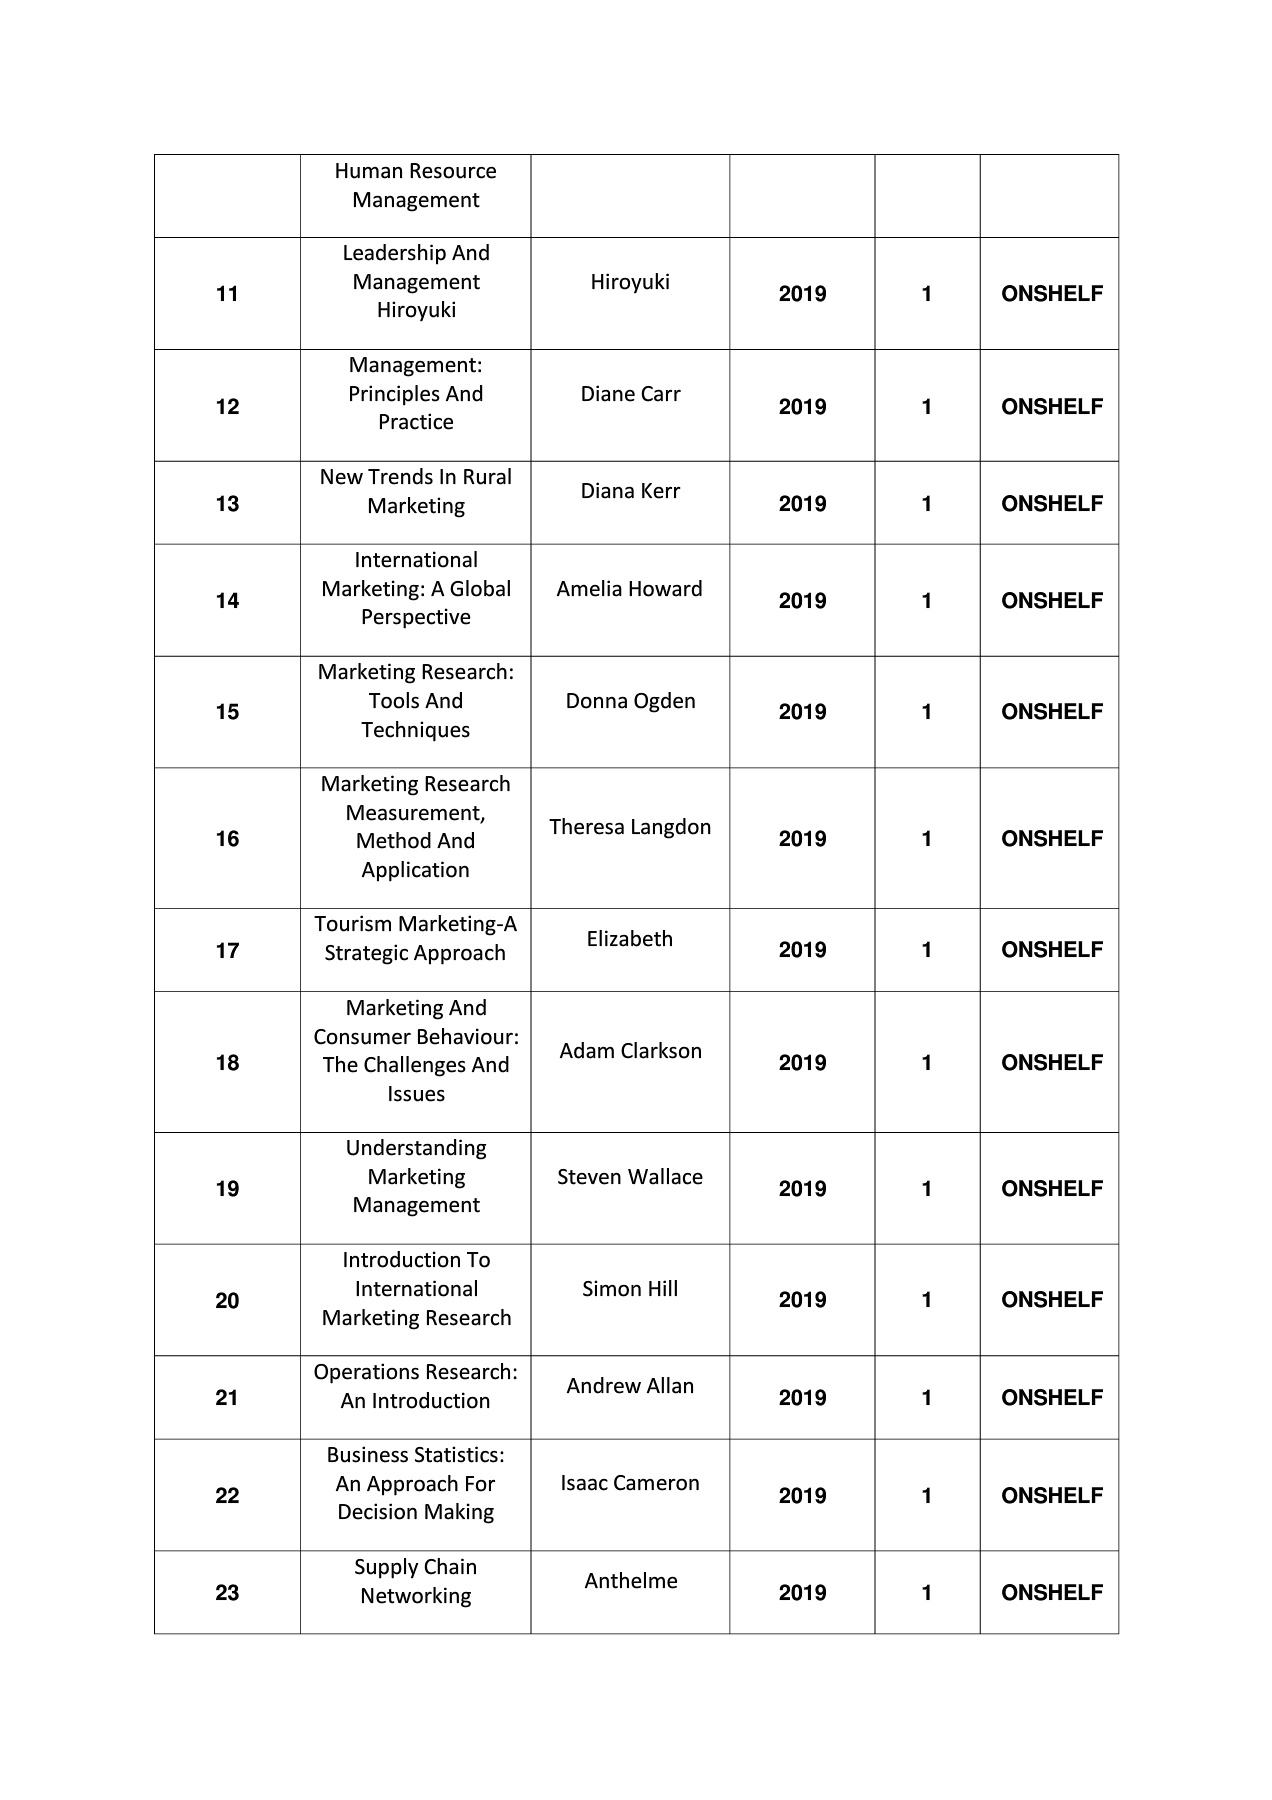 Human Resource
Management
11
Leadership And
Management
Hiroyuki
Hiroyuki
2019
1
ONSHELF
12
Management:
Principles And
Practice
Diane Carr
2019
1
ONSHELF
13
New Trends In Rural
Marketing
Diana Kerr
2019
1
ONSHELF
14
International
Marketing: A Global
Perspective
Amelia Howard
2019
1
ONSHELF
15
Marketing Research:
Tools And
Techniques
Donna Ogden
2019
1
ONSHELF
16
Marketing Research
Measurement,
Method And
Application
Theresa Langdon
2019
1
ONSHELF
17
Tourism Marketing-A
Strategic Approach
Elizabeth
2019
1
ONSHELF
18
Marketing And
Consumer Behaviour:
The Challenges And
Issues
Adam Clarkson
2019
1
ONSHELF
19
Understanding
Marketing
Management
Steven Wallace
2019
1
ONSHELF
20
Introduction To
International
Marketing Research
Simon Hill
2019
1
ONSHELF
21
Operations Research:
An Introduction
Andrew Allan
2019
1
ONSHELF
22
Business Statistics:
An Approach For
Decision Making
Isaac Cameron
2019
1
ONSHELF
23
Supply Chain
Networking
Anthelme
2019
1
ONSHELF